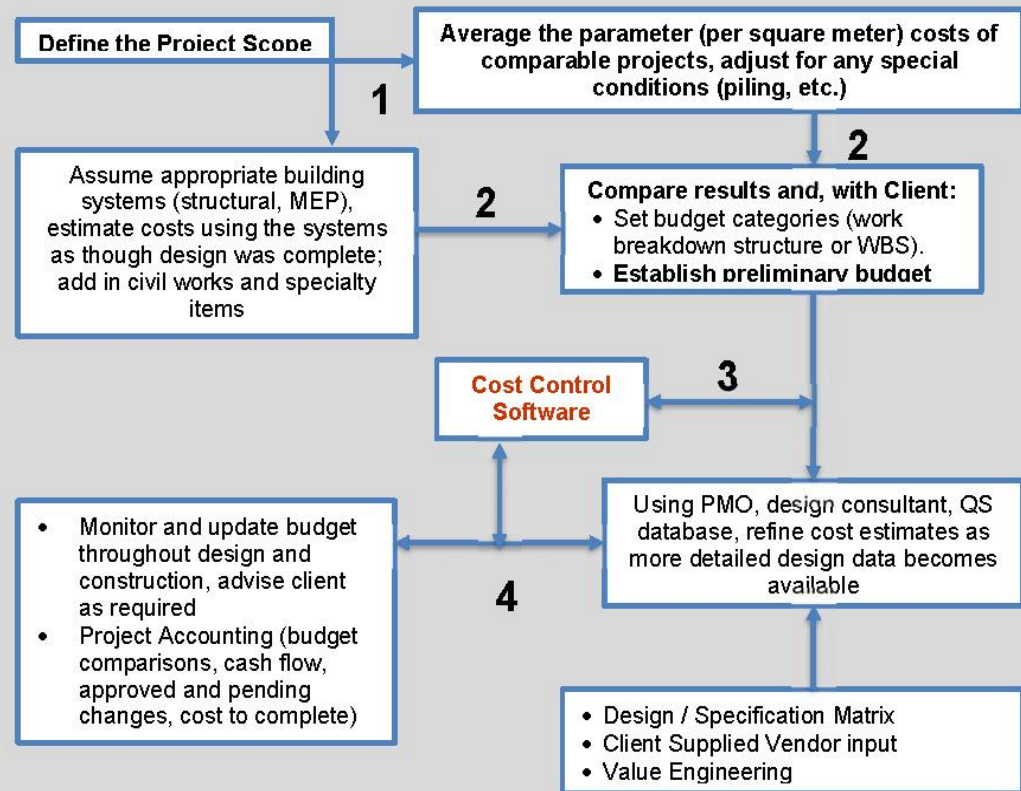 Define the Project Scope
Average the parameter (per square meter) costs of
comparable projects, adjust for any special
conditions (piling, etc.)
1
2
Assume appropriate building
systems (structural, MEP),
estimate costs using the systems
as though design was complete;
add in civil works and specialty
items
2
Compare results and, with Client:
• Set budget categories (work
breakdown structure or WBS).
• Establish preliminary budget
Cost Control
Software
3
• Monitor and update budget
throughout design and
construction, advise client
as required
• Project Accounting (budget
comparisons, cash flow,
approved and pending
changes, cost to complete)
4
Using PMO, design consultant, QS
database, refine cost estimates as
more detailed design data becomes
available
• Design / Specification Matrix
• Client Supplied Vendor input
• Value Engineering